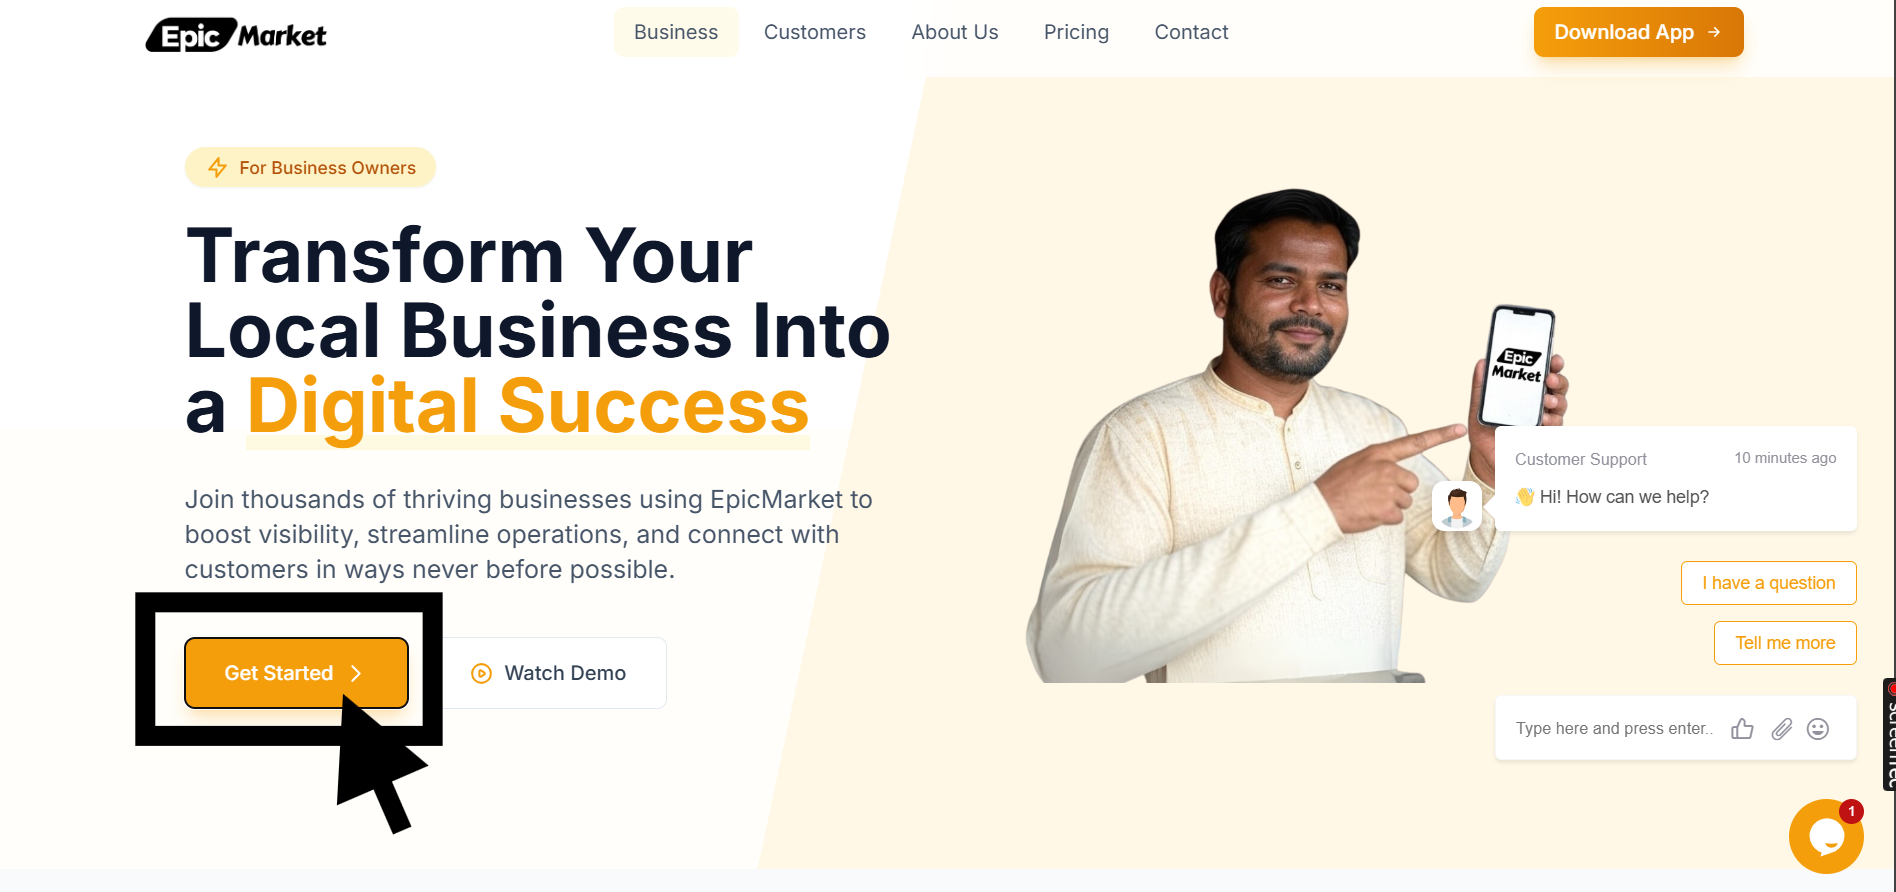 Epic Market
Business
Customers
About Us
Pricing
Contact
Download App
For Business Owners
Transform Your
Local Business Into
a Digital Success
Join thousands of thriving businesses using EpicMarket to
boost visibility, streamline operations, and connect with
customers in ways never before possible.
Get Started
Watch Demo
Epic
Market
Customer Support
10 minutes ago
👋 Hi! How can we help?
I have a question
Tell me more
Type here and press enter..
1